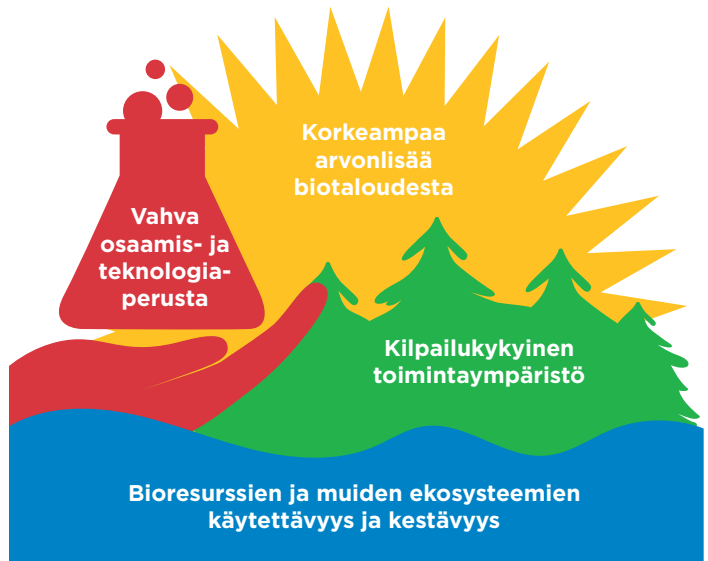 Korkeampaa
arvonlisää
biotaloudesta
Vahva
osaamis- ja
teknologia-
perusta
Kilpailukykyinen
toimintaympäristö
Bioresurssien ja muiden ekosysteemien
käytettävyys ja kestävyys